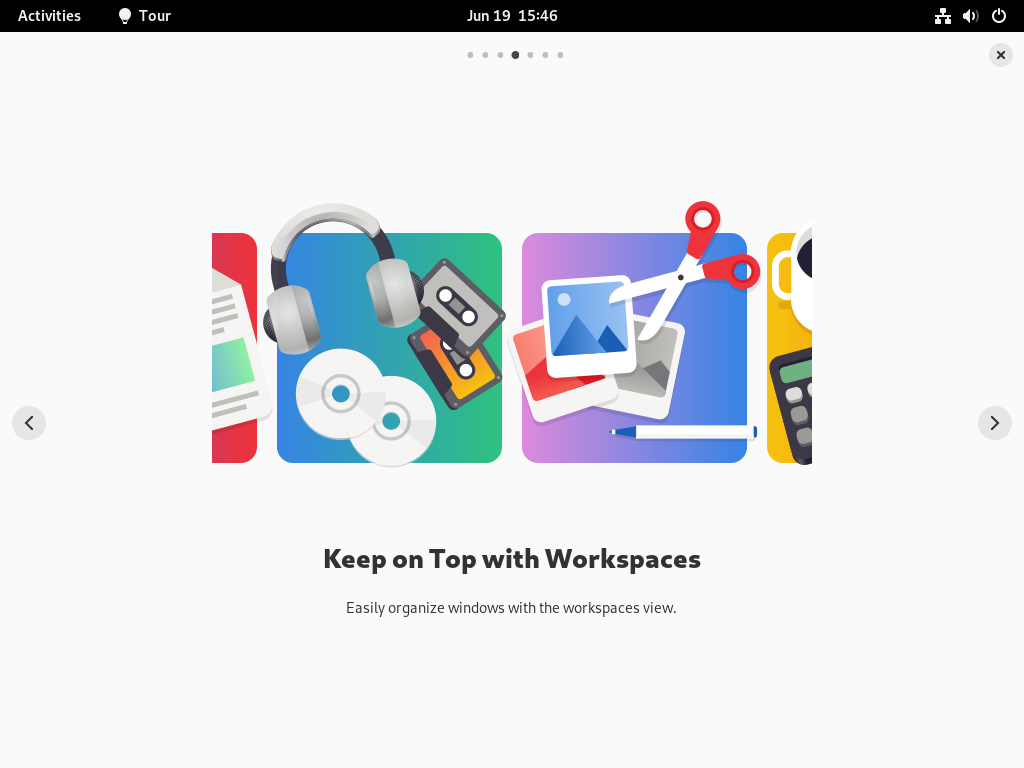 Activities
Tour
Jun 19 15:46
Keep on Top with Workspaces
Easily organize windows with the workspaces view.